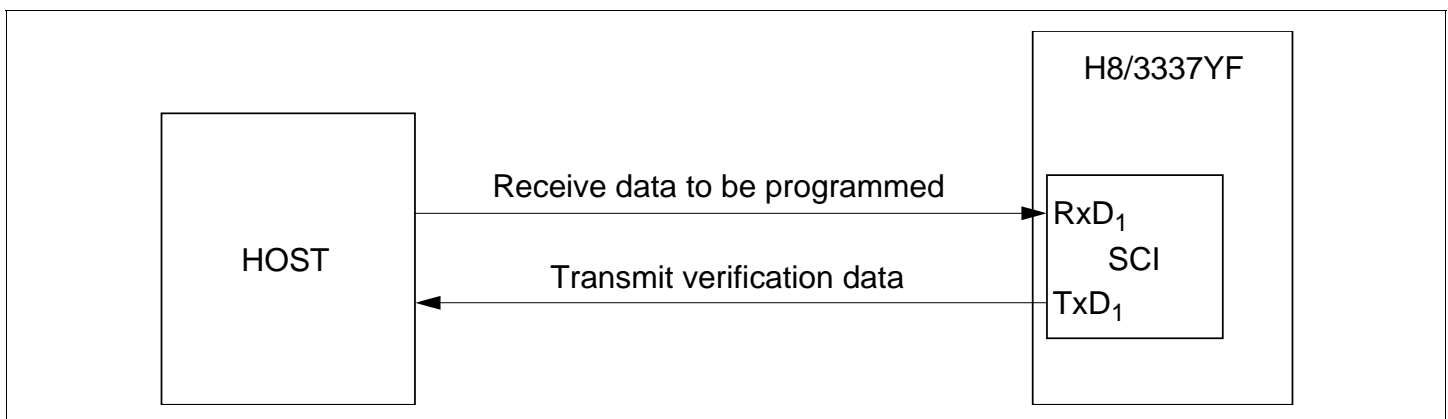 H8/3337YF
Receive data to be programmed
RxD₁
HOST
SCI
Transmit verification data
TxD₁